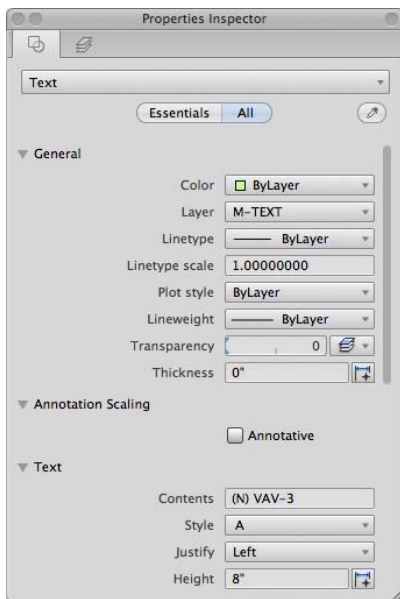 Properties Inspector
Text
Essentials All
General
Color ByLayer
Layer M-TEXT
Linetype ByLayer
Linetype scale 1.00000000
Plot style ByLayer
Lineweight ByLayer
Transparency 0
Thickness 0"
Annotation Scaling
Annotative
Text
Contents (N) VAV-3
Style A
Justify Left
Height 8"